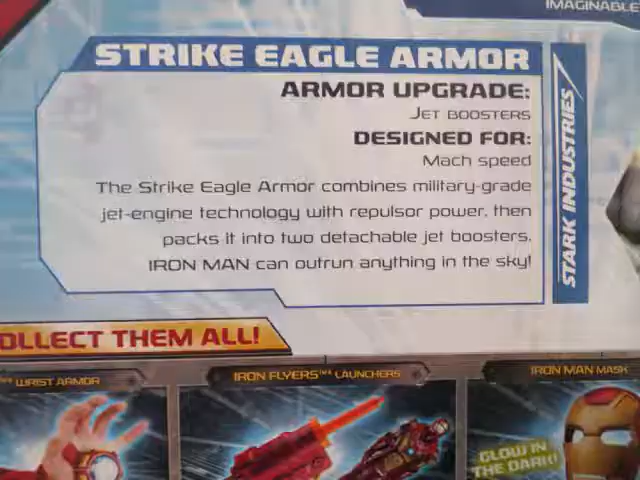 IMAGINABLE
STRIKE EAGLE ARMOR
ARMOR UPGRADE:
JET BOOSTERS
DESIGNED FOR:
Mach speed
The Strike Eagle Armor combines military-grade
jet-engine technology with repulsor power, then
packs it into two detachable jet boosters.
IRON MAN can outrun anything in the sky!
STARK INDUSTRIES
OLLECT THEM ALL!
WRIST ARMOR
IRON FLYERS™ LAUNCHERS
IRON MAN MASK
GLOW IN
THE DARK!